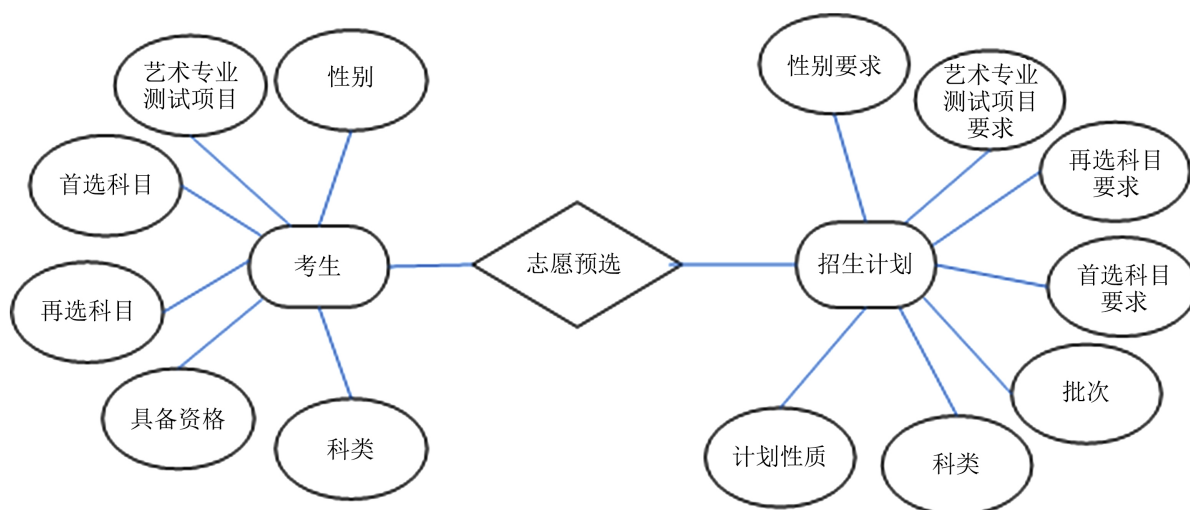 艺术专业
测试项目
性别
首选科目
考生
再选科目
具备资格
科类
志愿预选
性别要求
艺术专业
测试项目
要求
再选科目
要求
招生计划
首选科目
要求
批次
计划性质
科类